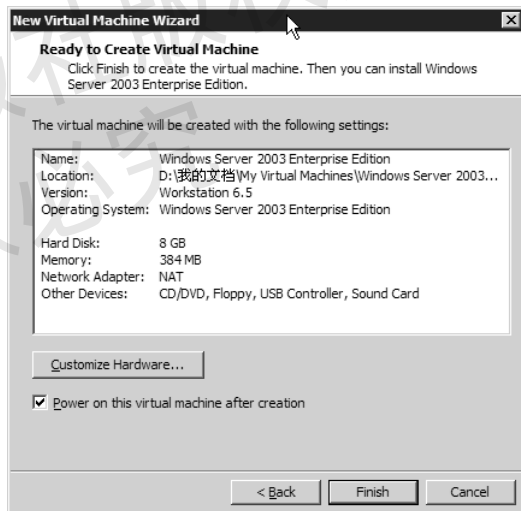 New Virtual Machine Wizard
Ready to Create Virtual Machine
Click Finish to create the virtual machine. Then you can install Windows
Server 2003 Enterprise Edition.
The virtual machine will be created with the following settings:
Name: Windows Server 2003 Enterprise Edition
Location: D:\我的文档\My Virtual Machines\Windows Server 2003...
Version: Workstation 6.5
Operating System: Windows Server 2003 Enterprise Edition
Hard Disk: 8 GB
Memory: 384 MB
Network Adapter: NAT
Other Devices: CD/DVD, Floppy, USB Controller, Sound Card
Customize Hardware...
Power on this virtual machine after creation
< Back Finish Cancel